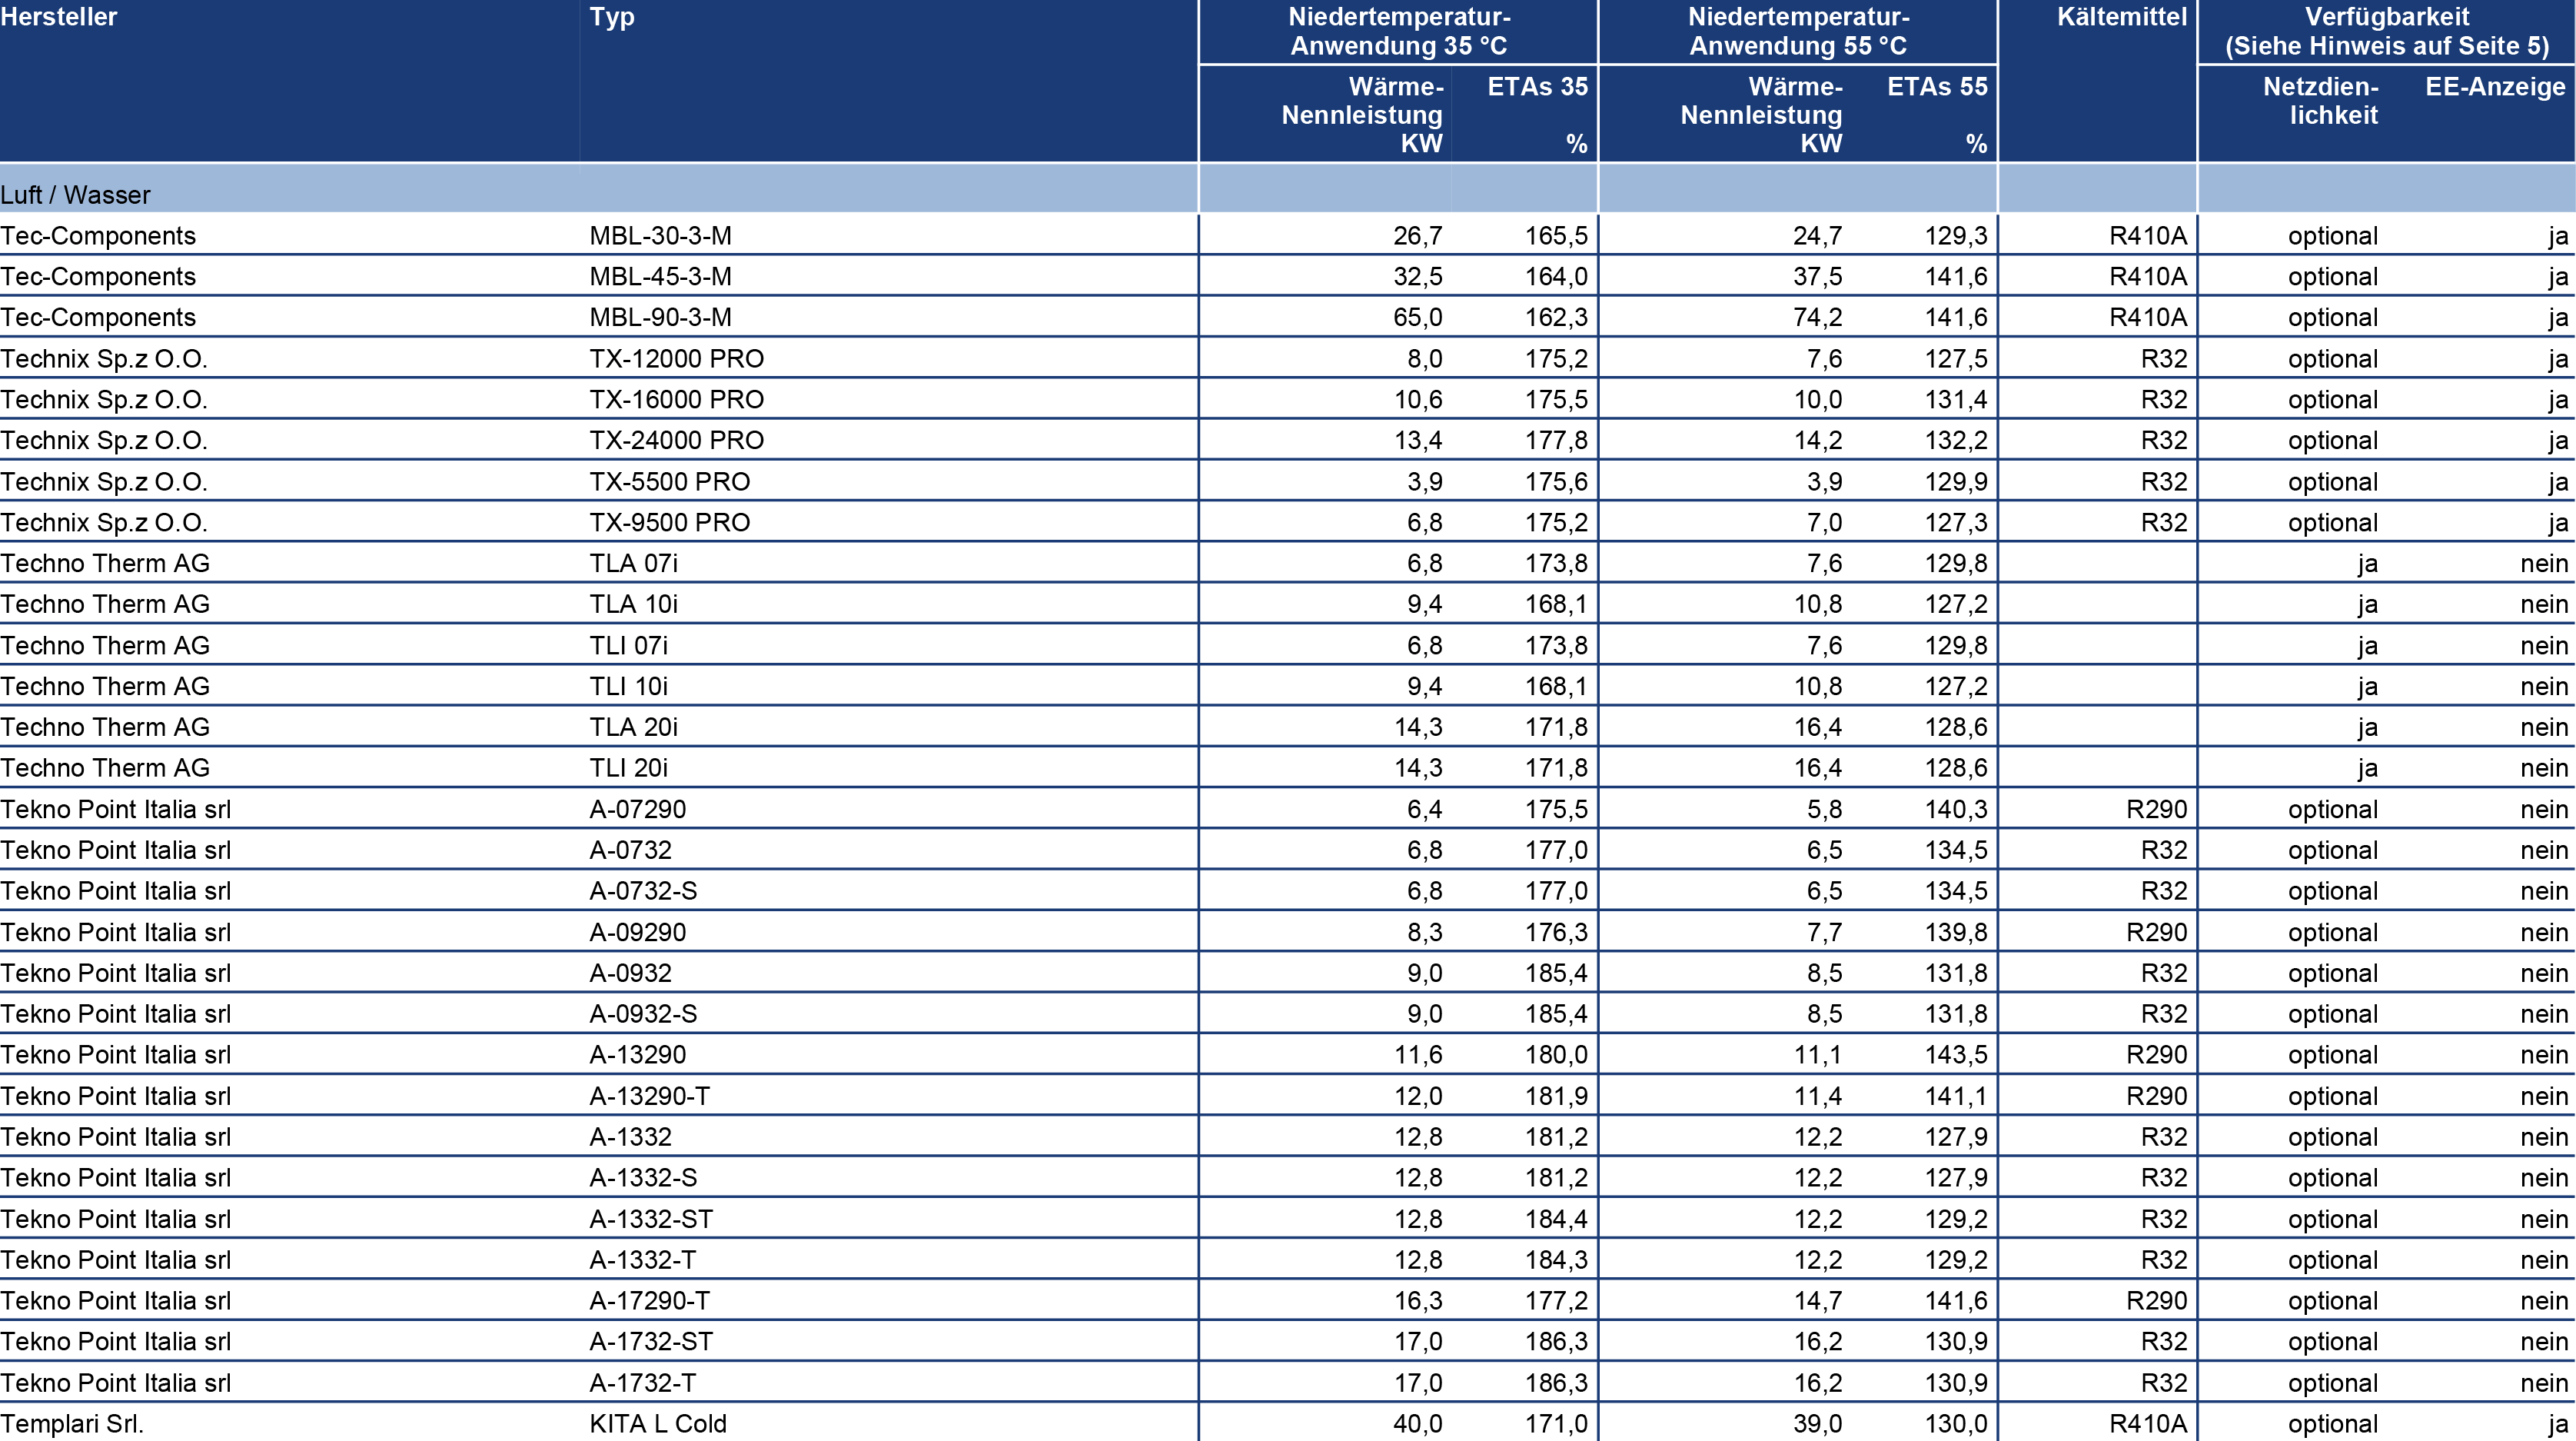 Hersteller Typ Niedertemperatur- Niedertemperatur- Kältemittel Verfügbarkeit
Anwendung 35 °C Anwendung 55 °C (Siehe Hinweis auf Seite 5)
Wärme- ETAs 35 Wärme- ETAs 55 Netzdien- EE-Anzeige
Nennleistung Nennleistung lichkeit
KW % KW %
Luft / Wasser
Tec-Components MBL-30-3-M 26,7 165,5 24,7 129,3 R410A optional ja
Tec-Components MBL-45-3-M 32,5 164,0 37,5 141,6 R410A optional ja
Tec-Components MBL-90-3-M 65,0 162,3 74,2 141,6 R410A optional ja
Technix Sp.z O.O. TX-12000 PRO 8,0 175,2 7,6 127,5 R32 optional ja
Technix Sp.z O.O. TX-16000 PRO 10,6 175,5 10,0 131,4 R32 optional ja
Technix Sp.z O.O. TX-24000 PRO 13,4 177,8 14,2 132,2 R32 optional ja
Technix Sp.z O.O. TX-5500 PRO 3,9 175,6 3,9 129,9 R32 optional ja
Technix Sp.z O.O. TX-9500 PRO 6,8 175,2 7,0 127,3 R32 optional ja
Techno Therm AG TLA 07i 6,8 173,8 7,6 129,8 ja nein
Techno Therm AG TLA 10i 9,4 168,1 10,8 127,2 ja nein
Techno Therm AG TLI 07i 6,8 173,8 7,6 129,8 ja nein
Techno Therm AG TLI 10i 9,4 168,1 10,8 127,2 ja nein
Techno Therm AG TLA 20i 14,3 171,8 16,4 128,6 ja nein
Techno Therm AG TLI 20i 14,3 171,8 16,4 128,6 ja nein
Tekno Point Italia srl A-07290 6,4 175,5 5,8 140,3 R290 optional nein
Tekno Point Italia srl A-0732 6,8 177,0 6,5 134,5 R32 optional nein
Tekno Point Italia srl A-0732-S 6,8 177,0 6,5 134,5 R32 optional nein
Tekno Point Italia srl A-09290 8,3 176,3 7,7 139,8 R290 optional nein
Tekno Point Italia srl A-0932 9,0 185,4 8,5 131,8 R32 optional nein
Tekno Point Italia srl A-0932-S 9,0 185,4 8,5 131,8 R32 optional nein
Tekno Point Italia srl A-13290 11,6 180,0 11,1 143,5 R290 optional nein
Tekno Point Italia srl A-13290-T 12,0 181,9 11,4 141,1 R290 optional nein
Tekno Point Italia srl A-1332 12,8 181,2 12,2 127,9 R32 optional nein
Tekno Point Italia srl A-1332-S 12,8 181,2 12,2 127,9 R32 optional nein
Tekno Point Italia srl A-1332-ST 12,8 184,4 12,2 129,2 R32 optional nein
Tekno Point Italia srl A-1332-T 12,8 184,3 12,2 129,2 R32 optional nein
Tekno Point Italia srl A-17290-T 16,3 177,2 14,7 141,6 R290 optional nein
Tekno Point Italia srl A-1732-ST 17,0 186,3 16,2 130,9 R32 optional nein
Tekno Point Italia srl A-1732-T 17,0 186,3 16,2 130,9 R32 optional nein
Templari Srl. KITA L Cold 40,0 171,0 39,0 130,0 R410A optional ja